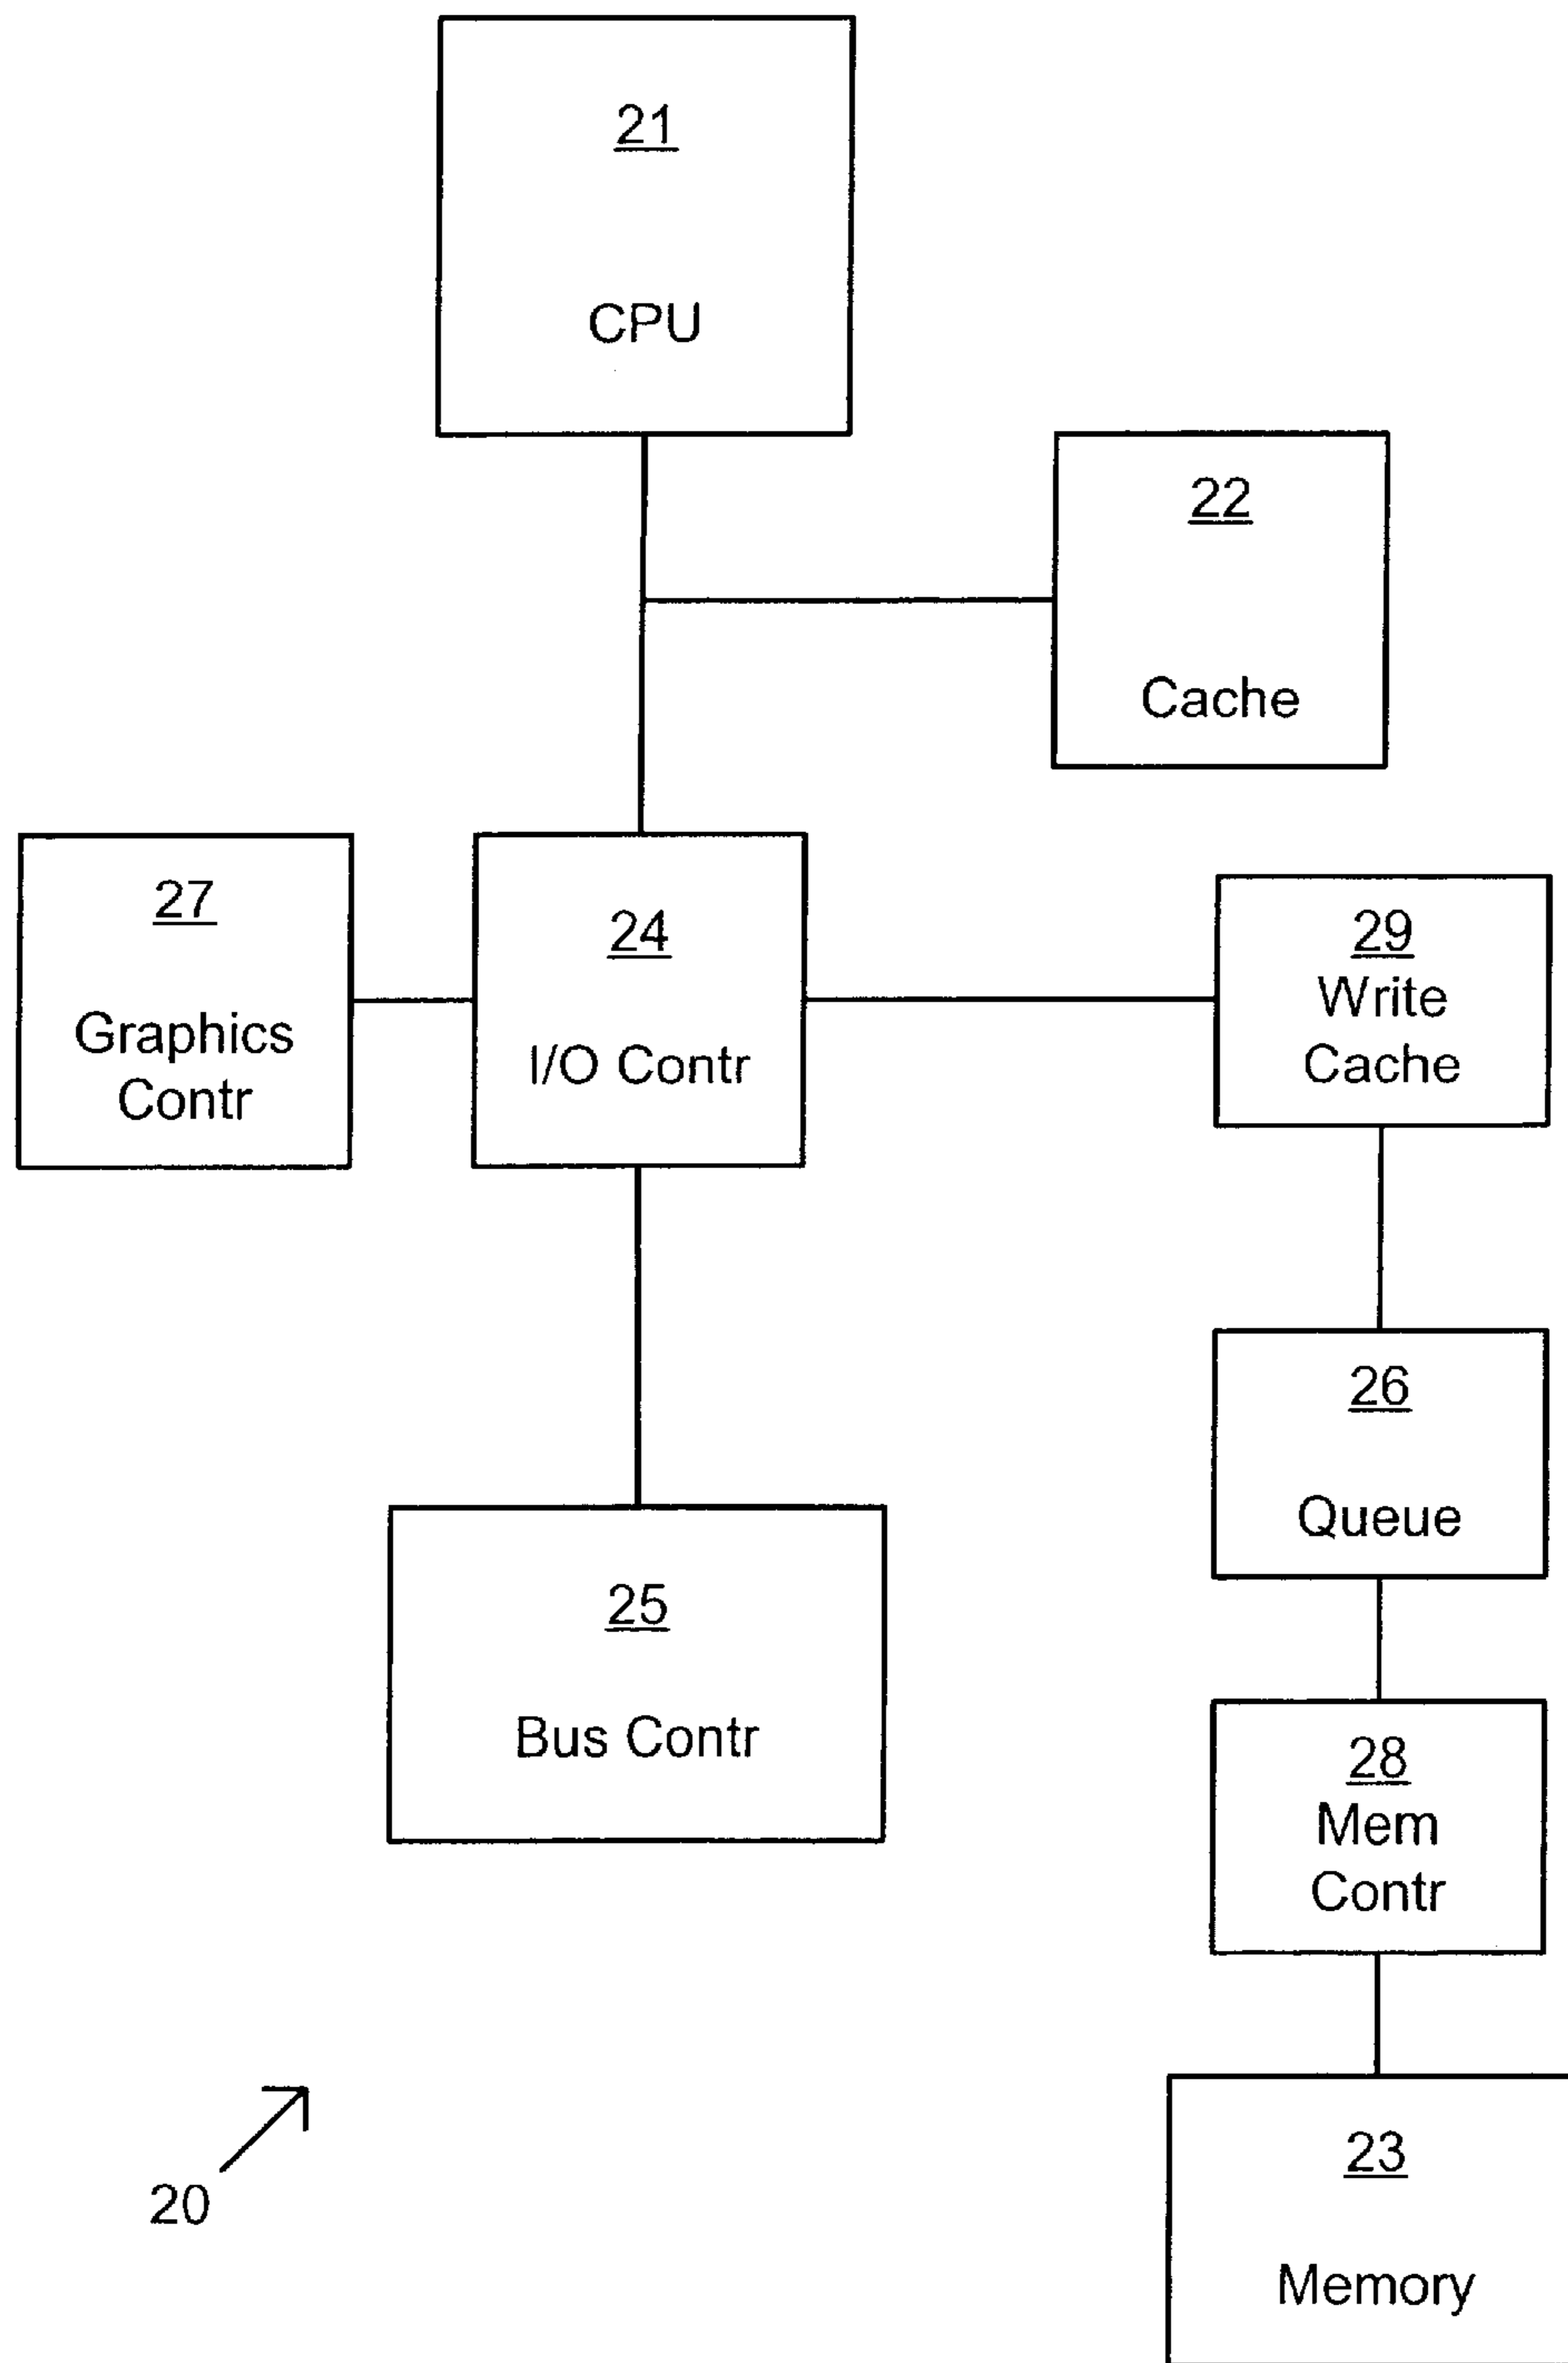 21
CPU
22
Cache
27
Graphics
Contr
24
I/O Contr
29
Write
Cache
26
Queue
25
Bus Contr
28
Mem
Contr
20
23
Memory